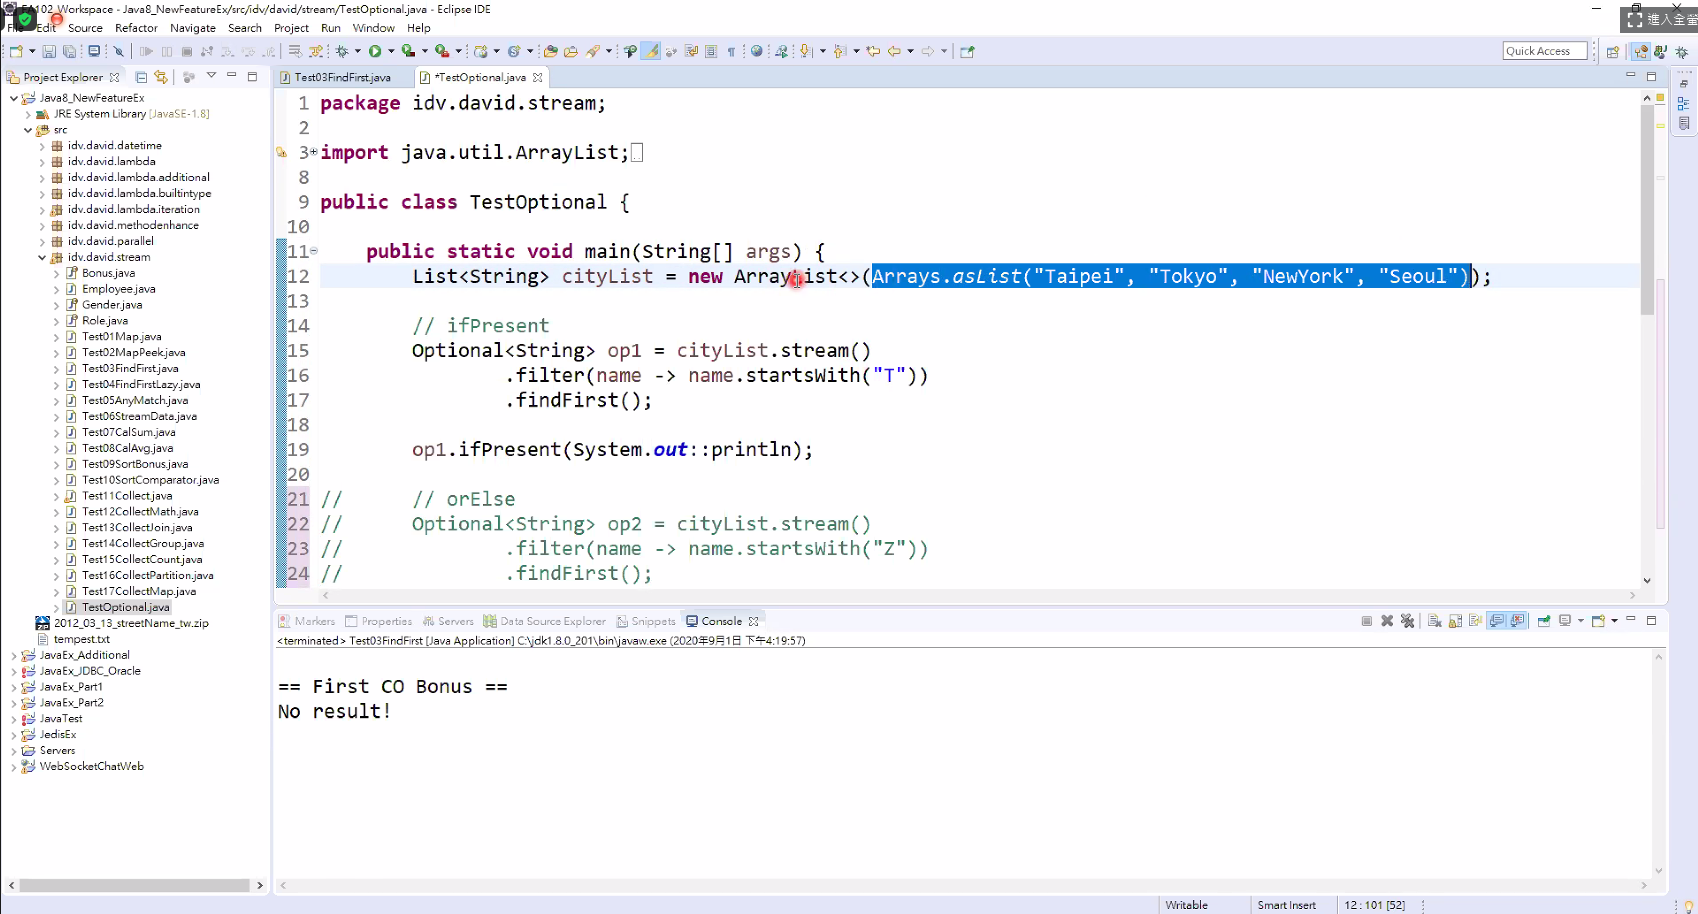 EA102_Workspace - Java8_NewFeatureEx/src/idv/david/stream/TestOptional.java - Eclipse IDE
進入全螢
Edit Source Refactor Navigate Search Project Run Window Help
Quick Access
Project Explorer
Java8_NewFeatureEx
JRE System Library [JavaSE-1.8]
src
idv.david.datetime
idv.david.lambda
idv.david.lambda.additional
idv.david.lambda.builtintype
idv.david.lambda.iteration
idv.david.methodenhance
idv.david.parallel
idv.david.stream
Bonus.java
Employee.java
Gender.java
Role.java
Test01Map.java
Test02MapPeek.java
Test03FindFirst.java
Test04FindFirstLazy.java
Test05AnyMatch.java
Test06StreamData.java
Test07CalSum.java
Test08CalAvg.java
Test09SortBonus.java
Test10SortComparator.java
Test11Collect.java
Test12CollectMath.java
Test13CollectJoin.java
Test14CollectGroup.java
Test15CollectCount.java
Test16CollectPartition.java
Test17CollectMap.java
TestOptional.java
2012_03_13_streetName_tw.zip
tempest.txt
JavaEx_Additional
JavaEx_JDBC_Oracle
JavaEx_Part1
JavaEx_Part2
JavaTest
JedisEx
Servers
WebSocketChatWeb
Test03FindFirst.java *TestOptional.java
1 package idv.david.stream;
2
3 import java.util.ArrayList;
8
9 public class TestOptional {
10
11 public static void main(String[] args) {
12 List<String> cityList = new ArrayList<>(Arrays.asList("Taipei", "Tokyo", "NewYork", "Seoul"));
13
14 // ifPresent
15 Optional<String> op1 = cityList.stream()
16 .filter(name -> name.startsWith("T"))
17 .findFirst();
18
19 op1.ifPresent(System.out::println);
20
21 // // orElse
22 // Optional<String> op2 = cityList.stream()
23 // .filter(name -> name.startsWith("Z"))
24 // .findFirst();
Markers Properties Servers Data Source Explorer Snippets Console
<terminated> Test03FindFirst [Java Application] C:\jdk1.8.0_201\bin\javaw.exe (2020年9月1日 下午4:19:57)
== First CO Bonus ==
No result!
Writable Smart Insert 12 : 101 [52]